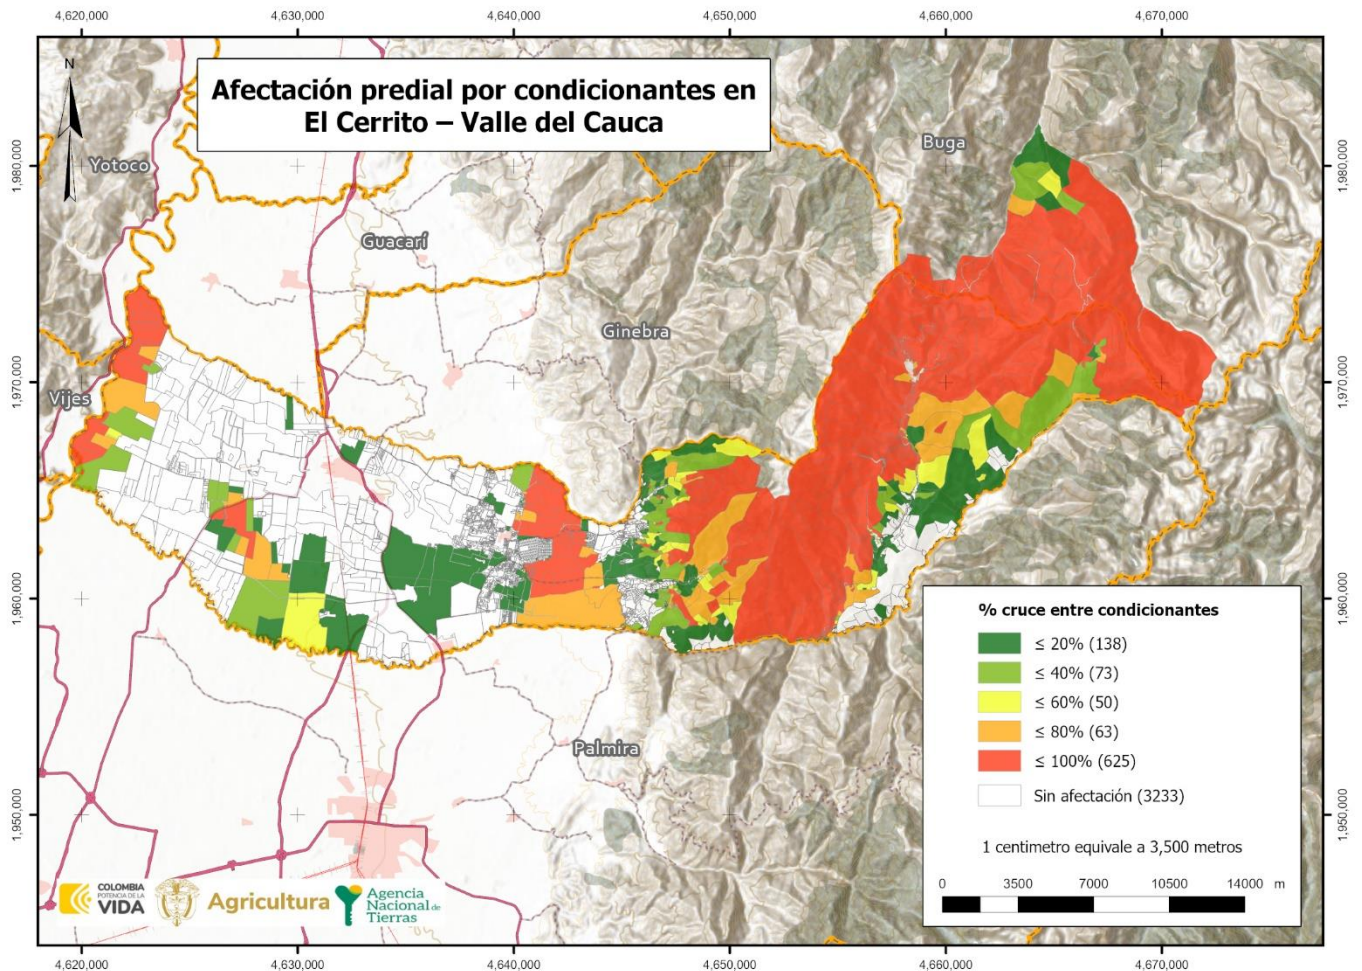 4,620,000
4,630,000
4,640,000
4,650,000
4,660,000
4,670,000
1,980,000
1,970,000
1,960,000
1,950,000
1,980,000
1,970,000
1,960,000
1,950,000
N
Afectación predial por condicionantes en
El Cerrito – Valle del Cauca
Yotoco
Buga
Guacarí
Ginebra
Vijes
Palmira
% cruce entre condicionantes
≤ 20% (138)
≤ 40% (73)
≤ 60% (50)
≤ 80% (63)
≤ 100% (625)
Sin afectación (3233)
1 centimetro equivale a 3,500 metros
0 3500 7000 10500 14000 m
COLOMBIA
POTENCIA DE LA
VIDA
Agricultura
Agencia
Nacional de
Tierras
4,620,000
4,630,000
4,640,000
4,650,000
4,660,000
4,670,000